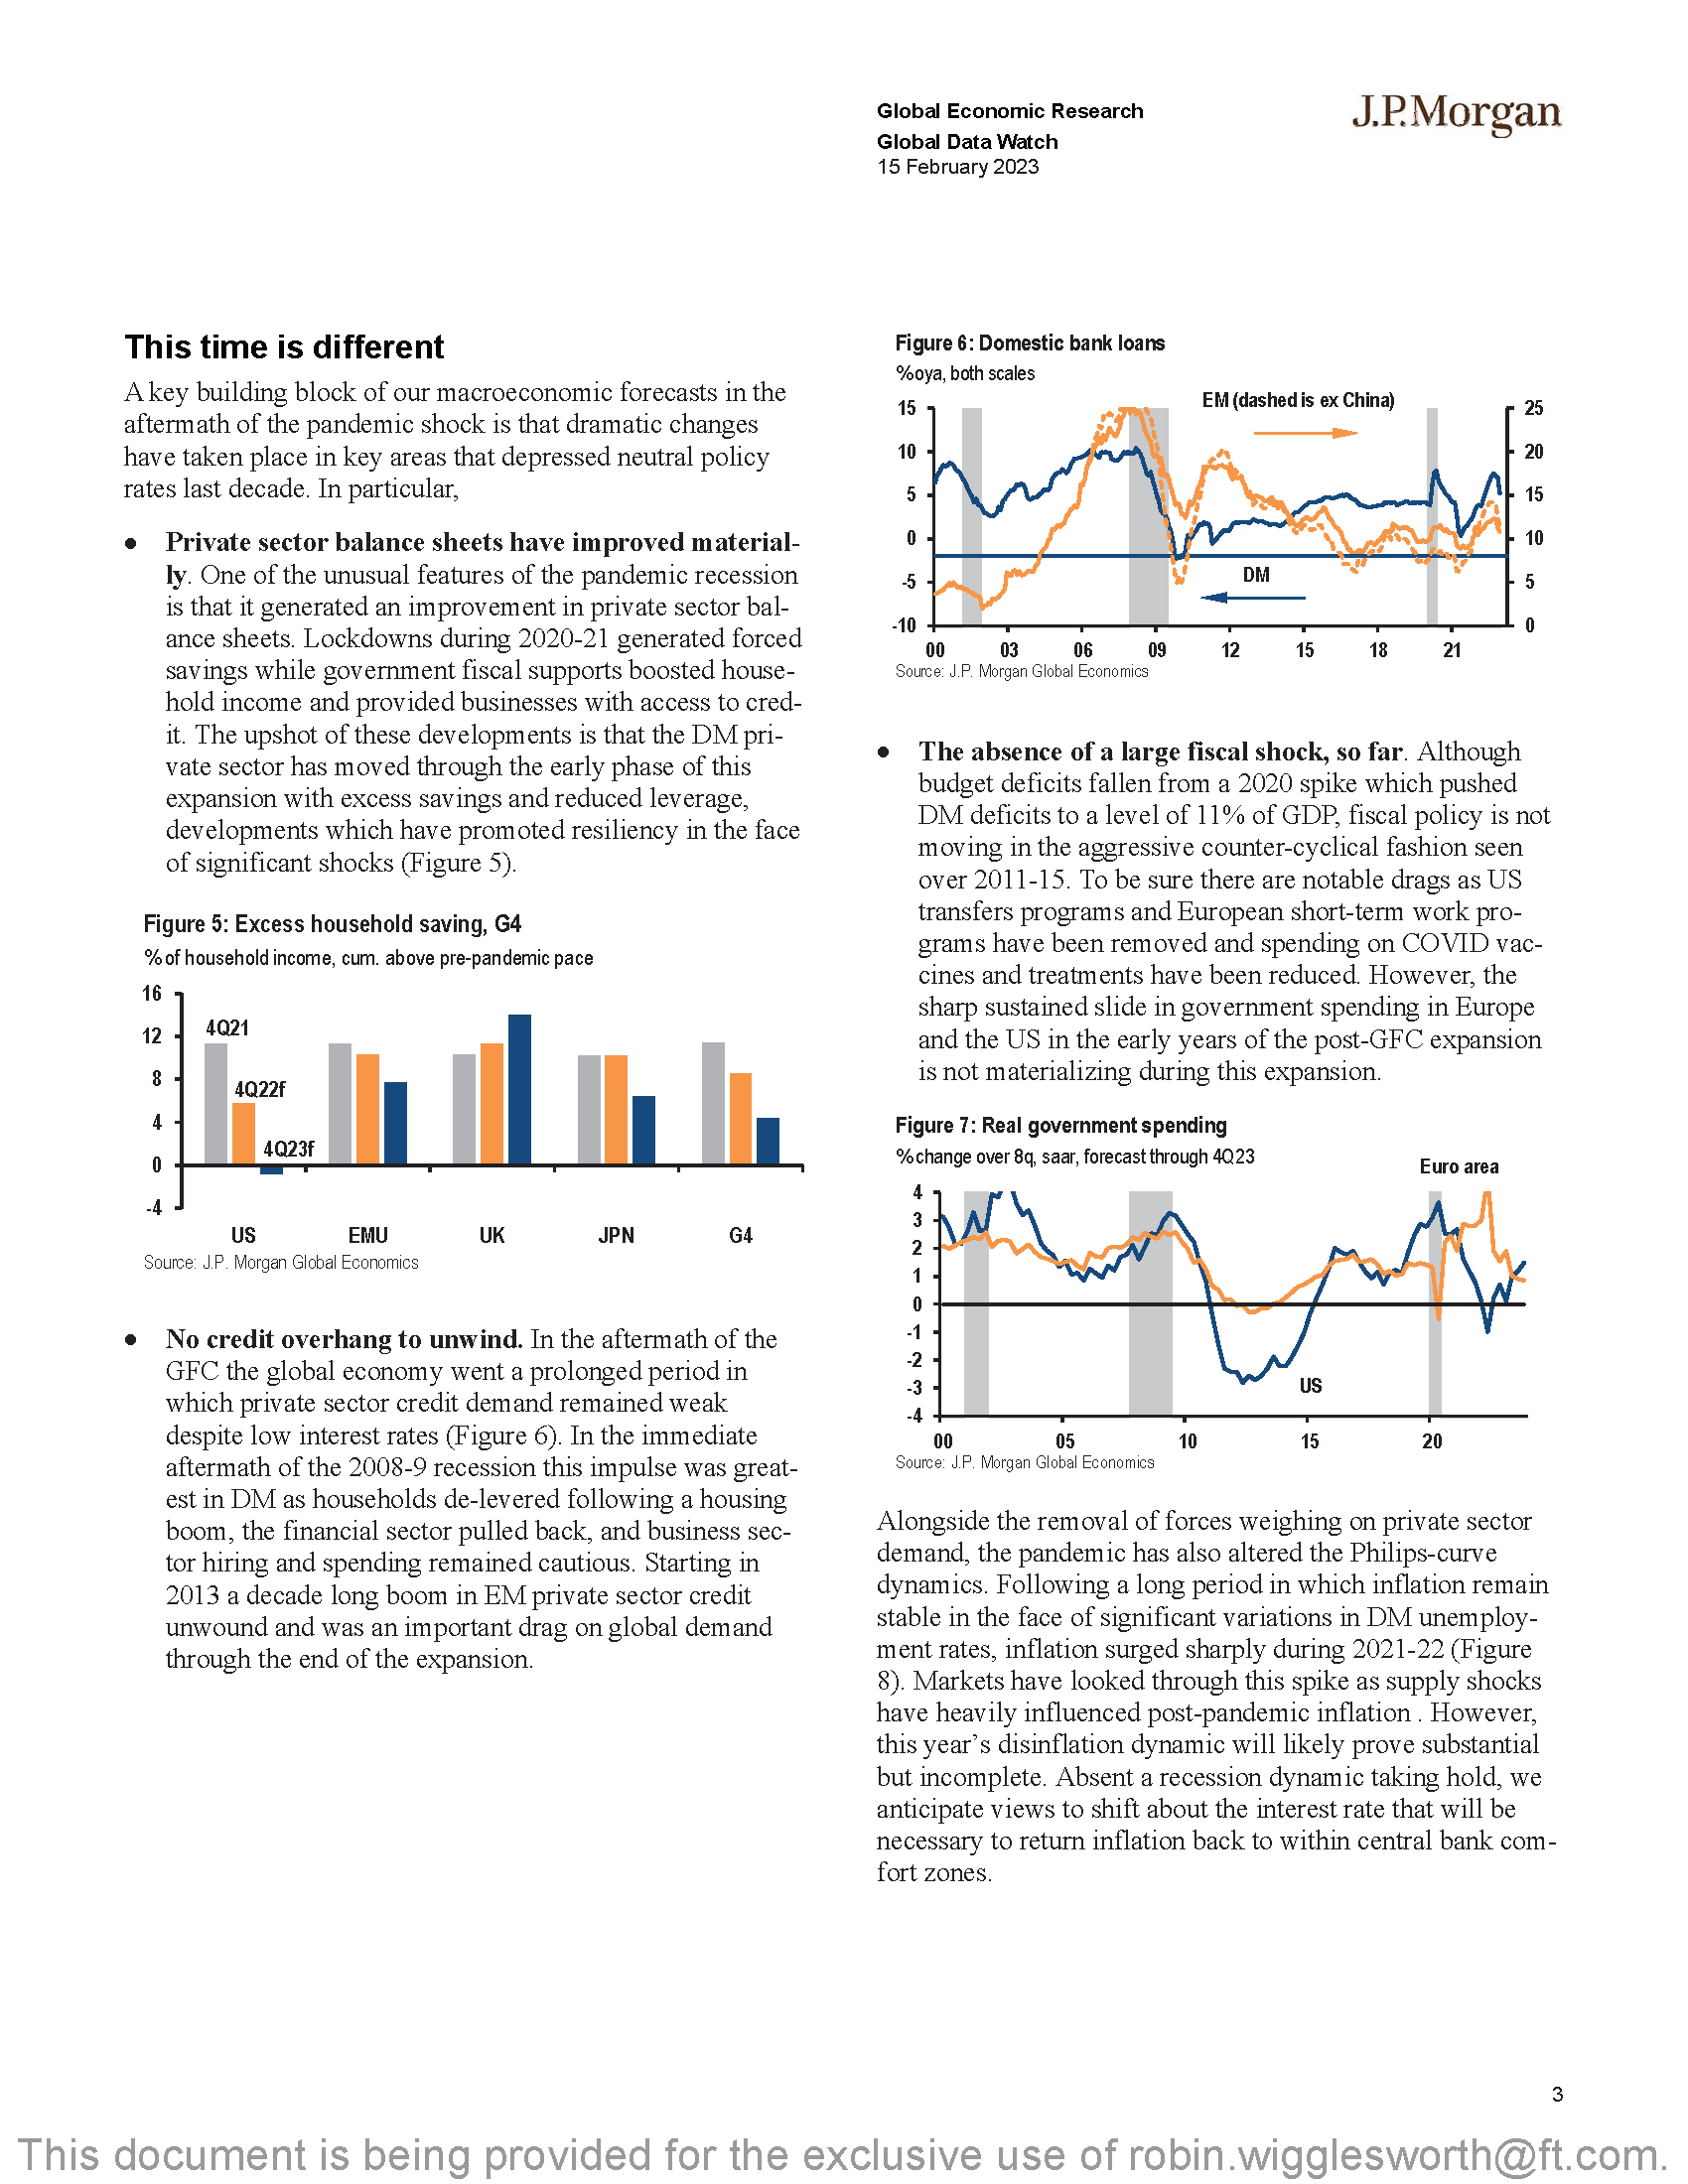 Global Economic Research
Global Data Watch
15 February 2023
J.P.Morgan
This time is different
A key building block of our macroeconomic forecasts in the
aftermath of the pandemic shock is that dramatic changes
have taken place in key areas that depressed neutral policy
rates last decade. In particular,
● Private sector balance sheets have improved material-
ly. One of the unusual features of the pandemic recession
is that it generated an improvement in private sector bal-
ance sheets. Lockdowns during 2020-21 generated forced
savings while government fiscal supports boosted house-
hold income and provided businesses with access to cred-
it. The upshot of these developments is that the DM pri-
vate sector has moved through the early phase of this
expansion with excess savings and reduced leverage,
developments which have promoted resiliency in the face
of significant shocks (Figure 5).
Figure 5: Excess household saving, G4
% of household income, cum. above pre-pandemic pace
16
12
8
4
0
-4
4Q21
4Q22f
4Q23f
US EMU UK JPN G4
Source: J.P. Morgan Global Economics
● No credit overhang to unwind. In the aftermath of the
GFC the global economy went a prolonged period in
which private sector credit demand remained weak
despite low interest rates (Figure 6). In the immediate
aftermath of the 2008-9 recession this impulse was great-
est in DM as households de-levered following a housing
boom, the financial sector pulled back, and business sec-
tor hiring and spending remained cautious. Starting in
2013 a decade long boom in EM private sector credit
unwound and was an important drag on global demand
through the end of the expansion.
Figure 6: Domestic bank loans
%oya, both scales
15
10
5
0
-5
-10
EM (dashed is ex China)
DM
25
20
15
10
5
0
00 03 06 09 12 15 18 21
Source: J.P. Morgan Global Economics
● The absence of a large fiscal shock, so far. Although
budget deficits fallen from a 2020 spike which pushed
DM deficits to a level of 11% of GDP, fiscal policy is not
moving in the aggressive counter-cyclical fashion seen
over 2011-15. To be sure there are notable drags as US
transfers programs and European short-term work pro-
grams have been removed and spending on COVID vac-
cines and treatments have been reduced. However, the
sharp sustained slide in government spending in Europe
and the US in the early years of the post-GFC expansion
is not materializing during this expansion.
Figure 7: Real government spending
%change over 8q, saar, forecast through 4Q23
Euro area
4
3
2
1
0
-1
-2
-3
-4
US
00 05 10 15 20
Source: J.P. Morgan Global Economics
Alongside the removal of forces weighing on private sector
demand, the pandemic has also altered the Philips-curve
dynamics. Following a long period in which inflation remain
stable in the face of significant variations in DM unemploy-
ment rates, inflation surged sharply during 2021-22 (Figure
8). Markets have looked through this spike as supply shocks
have heavily influenced post-pandemic inflation . However,
this year’s disinflation dynamic will likely prove substantial
but incomplete. Absent a recession dynamic taking hold, we
anticipate views to shift about the interest rate that will be
necessary to return inflation back to within central bank com-
fort zones.
3
This document is being provided for the exclusive use of robin.wigglesworth@ft.com.